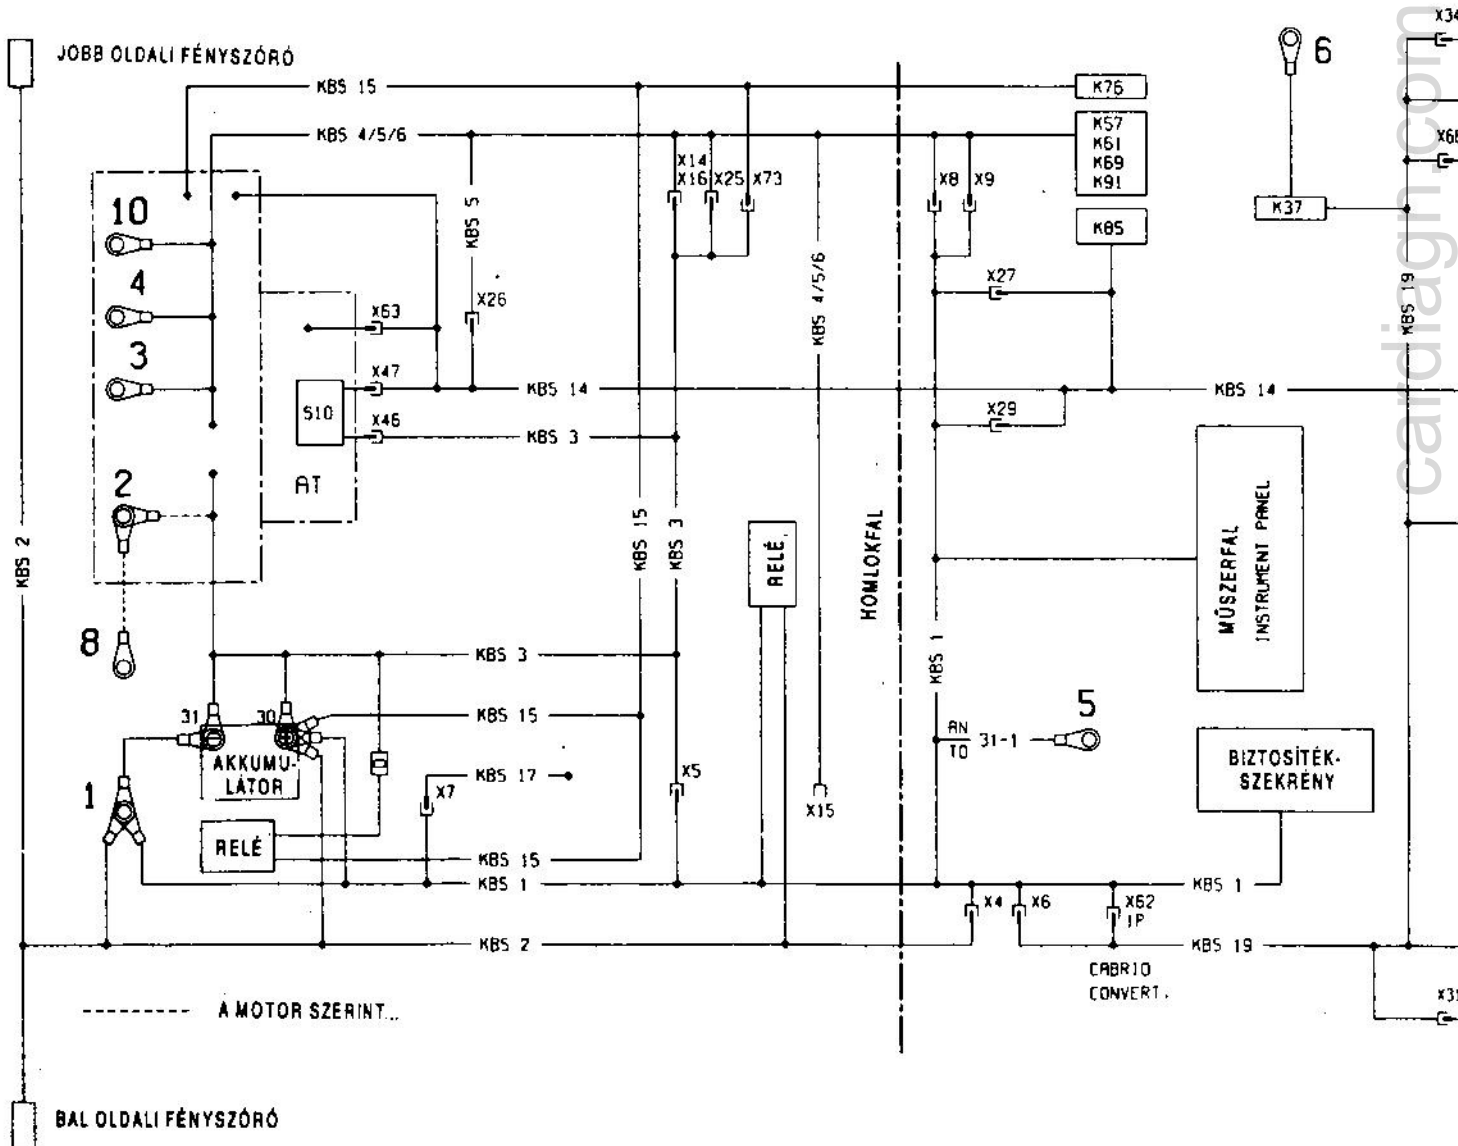 X34
JOBB OLDALI FÉNYSZÓRÓ
6
KBS 15
K76
KBS 4/5/6
K57
K61
K69
K91
X14
X16 X25 X73
X8 X9
X68
10
KBS 5
K37
K85
4
X63
X26
KBS 4/5/6
X27
KBS 19
3
X47
KBS 14
KBS 14
S10
X46
KBS 3
X29
AT
2
KBS 2
KBS 15
KBS 3
RELÉ
HOMLOKFAL
MŰSZERFAL
INSTRUMENT PANEL
8
KBS 3
KBS 1
31
30
KBS 15
5
AN
TO
31-1
AKKUMU-
LÁTOR
KBS 17
X5
BIZTOSÍTÉK-
SZEKRÉNY
1
X7
X15
RELÉ
KBS 15
KBS 1
KBS 1
X4 X6 X62
IP
KBS 2
KBS 19
CABRIO
CONVERT.
A MOTOR SZERINT...
BAL OLDALI FÉNYSZÓRÓ
cardiagn.com